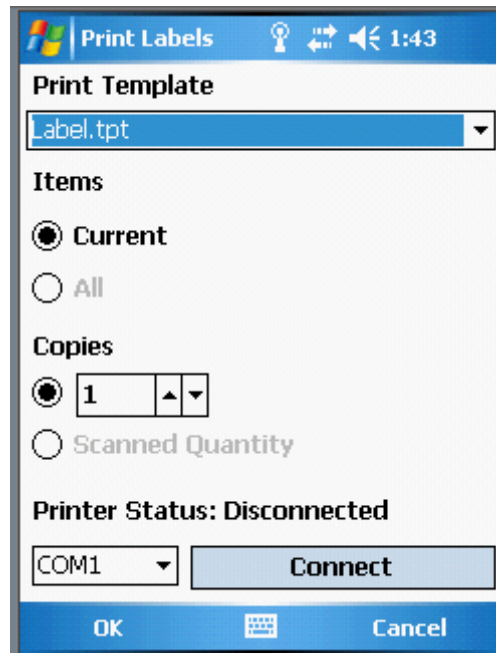 Print Labels 1:43
Print Template
Label.tpt
Items
Current
All
Copies
1
Scanned Quantity
Printer Status: Disconnected
COM1 Connect
OK Cancel